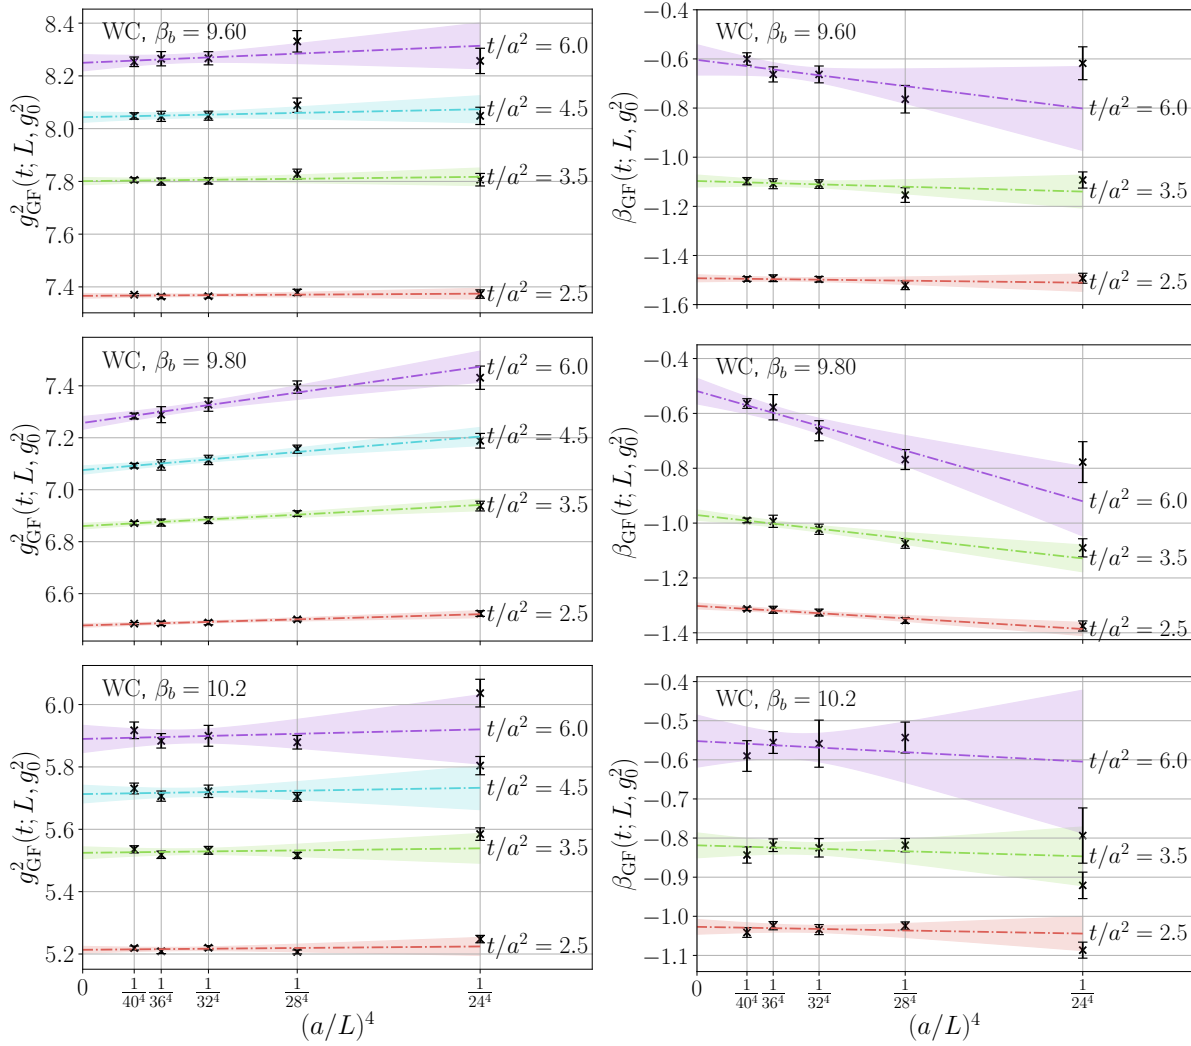 WC, β_b = 9.60
g²_GF(t; L, g²_0)
8.4
8.2
8.0
7.8
7.6
7.4
t/a² = 6.0
t/a² = 4.5
t/a² = 3.5
t/a² = 2.5
WC, β_b = 9.60
β_GF(t; L, g²_0)
−0.4
−0.6
−0.8
−1.0
−1.2
−1.4
−1.6
t/a² = 6.0
t/a² = 3.5
t/a² = 2.5
WC, β_b = 9.80
g²_GF(t; L, g²_0)
7.4
7.2
7.0
6.8
6.6
t/a² = 6.0
t/a² = 4.5
t/a² = 3.5
t/a² = 2.5
WC, β_b = 9.80
β_GF(t; L, g²_0)
−0.4
−0.6
−0.8
−1.0
−1.2
−1.4
t/a² = 6.0
t/a² = 3.5
t/a² = 2.5
WC, β_b = 10.2
g²_GF(t; L, g²_0)
6.0
5.8
5.6
5.4
5.2
t/a² = 6.0
t/a² = 4.5
t/a² = 3.5
t/a² = 2.5
0 1/40⁴ 1/36⁴ 1/32⁴ 1/28⁴ 1/24⁴
(a/L)⁴
WC, β_b = 10.2
β_GF(t; L, g²_0)
−0.4
−0.5
−0.6
−0.7
−0.8
−0.9
−1.0
−1.1
t/a² = 6.0
t/a² = 3.5
t/a² = 2.5
0 1/40⁴ 1/36⁴ 1/32⁴ 1/28⁴ 1/24⁴
(a/L)⁴